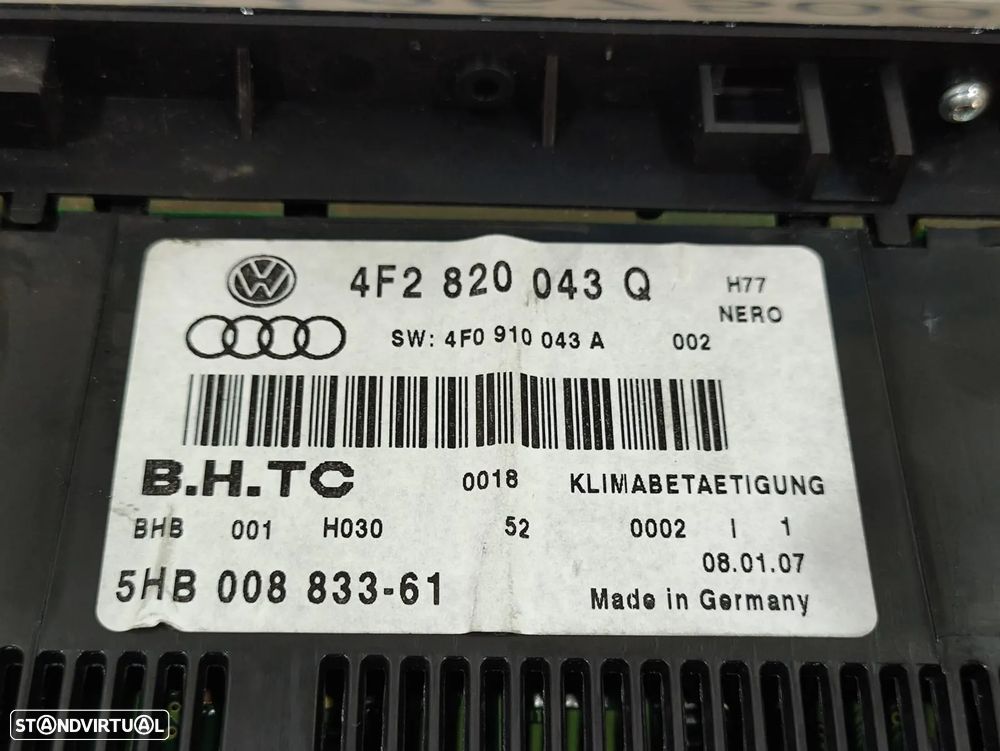 4F2 820 043 Q H77
NERO
SW: 4F0 910 043 A 002
B.H.TC 0018 KLIMABETAETIGUNG
BHB 001 H030 52 0002 I 1
08.01.07
5HB 008 833-61 Made in Germany
STANDVIRTUAL